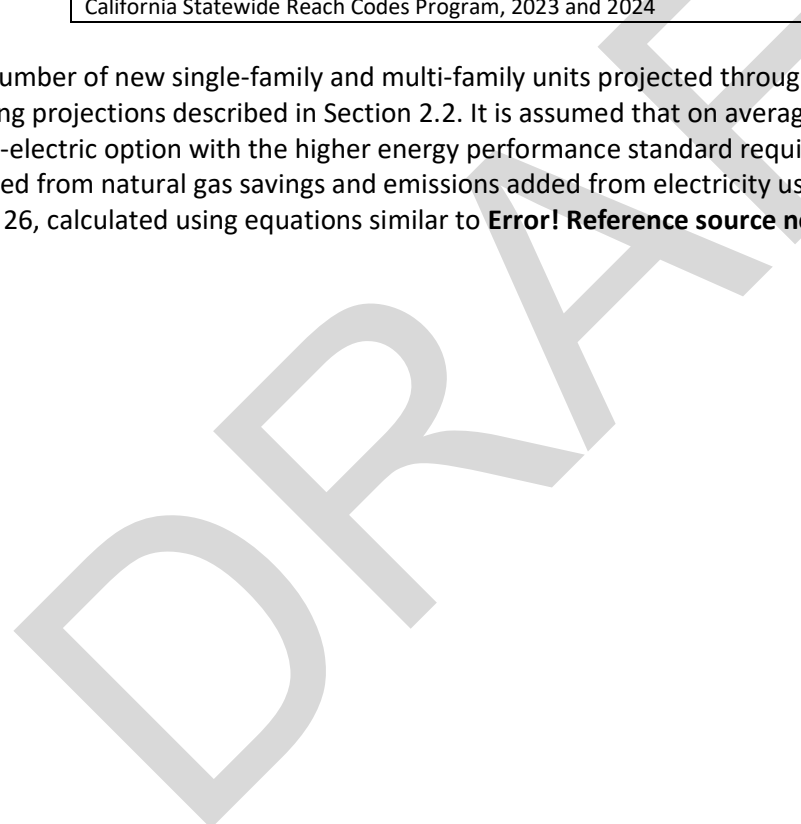 California Statewide Reach Codes Program, 2023 and 2024
umber of new single-family and multi-family units projected throug
ng projections described in Section 2.2. It is assumed that on averag
-electric option with the higher energy performance standard requi
ed from natural gas savings and emissions added from electricity us
26, calculated using equations similar to Error! Reference source n
DRAF